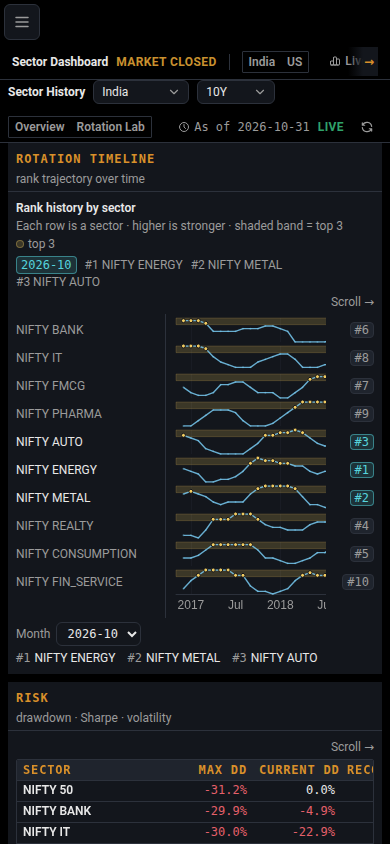 Sector Dashboard MARKET CLOSED India US
Sector History India 10Y
Overview Rotation Lab As of 2026-10-31 LIVE
ROTATION TIMELINE
rank trajectory over time
Rank history by sector
Each row is a sector · higher is stronger · shaded band = top 3
top 3
2026-10 #1 NIFTY ENERGY #2 NIFTY METAL
#3 NIFTY AUTO
Scroll →
NIFTY BANK #6
NIFTY IT #8
NIFTY FMCG #7
NIFTY PHARMA #9
NIFTY AUTO #3
NIFTY ENERGY #1
NIFTY METAL #2
NIFTY REALTY #4
NIFTY CONSUMPTION #5
NIFTY FIN_SERVICE #10
2017 Jul 2018
Month 2026-10
#1 NIFTY ENERGY #2 NIFTY METAL #3 NIFTY AUTO
RISK
drawdown · Sharpe · volatility
Scroll →
SECTOR MAX DD CURRENT DD
NIFTY 50 -31.2% 0.0%
NIFTY BANK -29.9% -4.9%
NIFTY IT -30.0% -22.9%